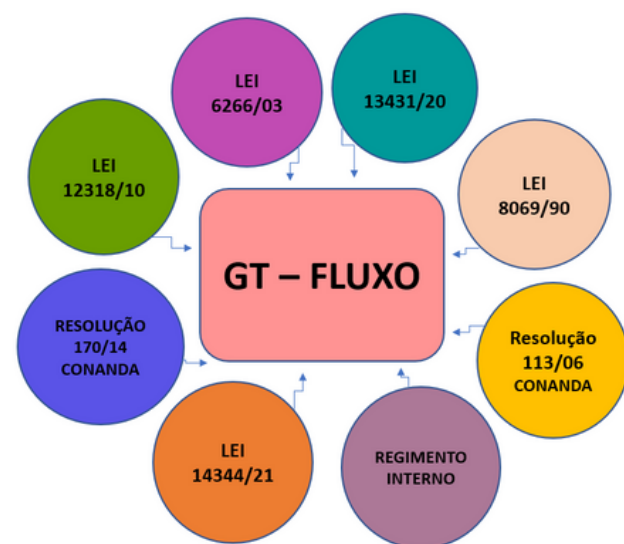 LEI
6266/03
LEI
13431/20
LEI
12318/10
LEI
8069/90
GT – FLUXO
RESOLUÇÃO
170/14
CONANDA
Resolução
113/06
CONANDA
LEI
14344/21
REGIMENTO
INTERNO